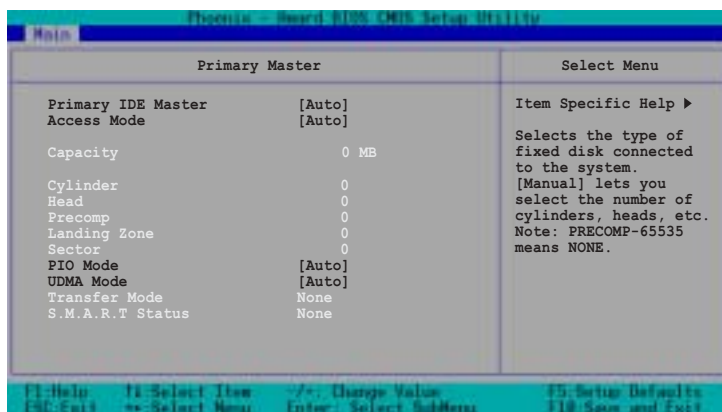 Phoenix - Award BIOS CMOS Setup Utility
Main
Primary Master
Select Menu
Primary IDE Master [Auto]
Access Mode [Auto]
Capacity 0 MB
Cylinder 0
Head 0
Precomp 0
Landing Zone 0
Sector 0
PIO Mode [Auto]
UDMA Mode [Auto]
Transfer Mode None
S.M.A.R.T Status None
Item Specific Help ▶
Selects the type of
fixed disk connected
to the system.
[Manual] lets you
select the number of
cylinders, heads, etc.
Note: PRECOMP-65535
means NONE.
F1:Help ↑↓:Select Item -/+: Change Value F5:Setup Defaults
ESC:Exit ↔:Select Menu Enter: Select SubMenu F10:Save and Exit